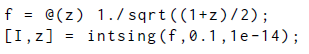 f = @(z) 1./sqrt((1+z)/2);
[I,z] = intsing(f,0.1,1e-14);